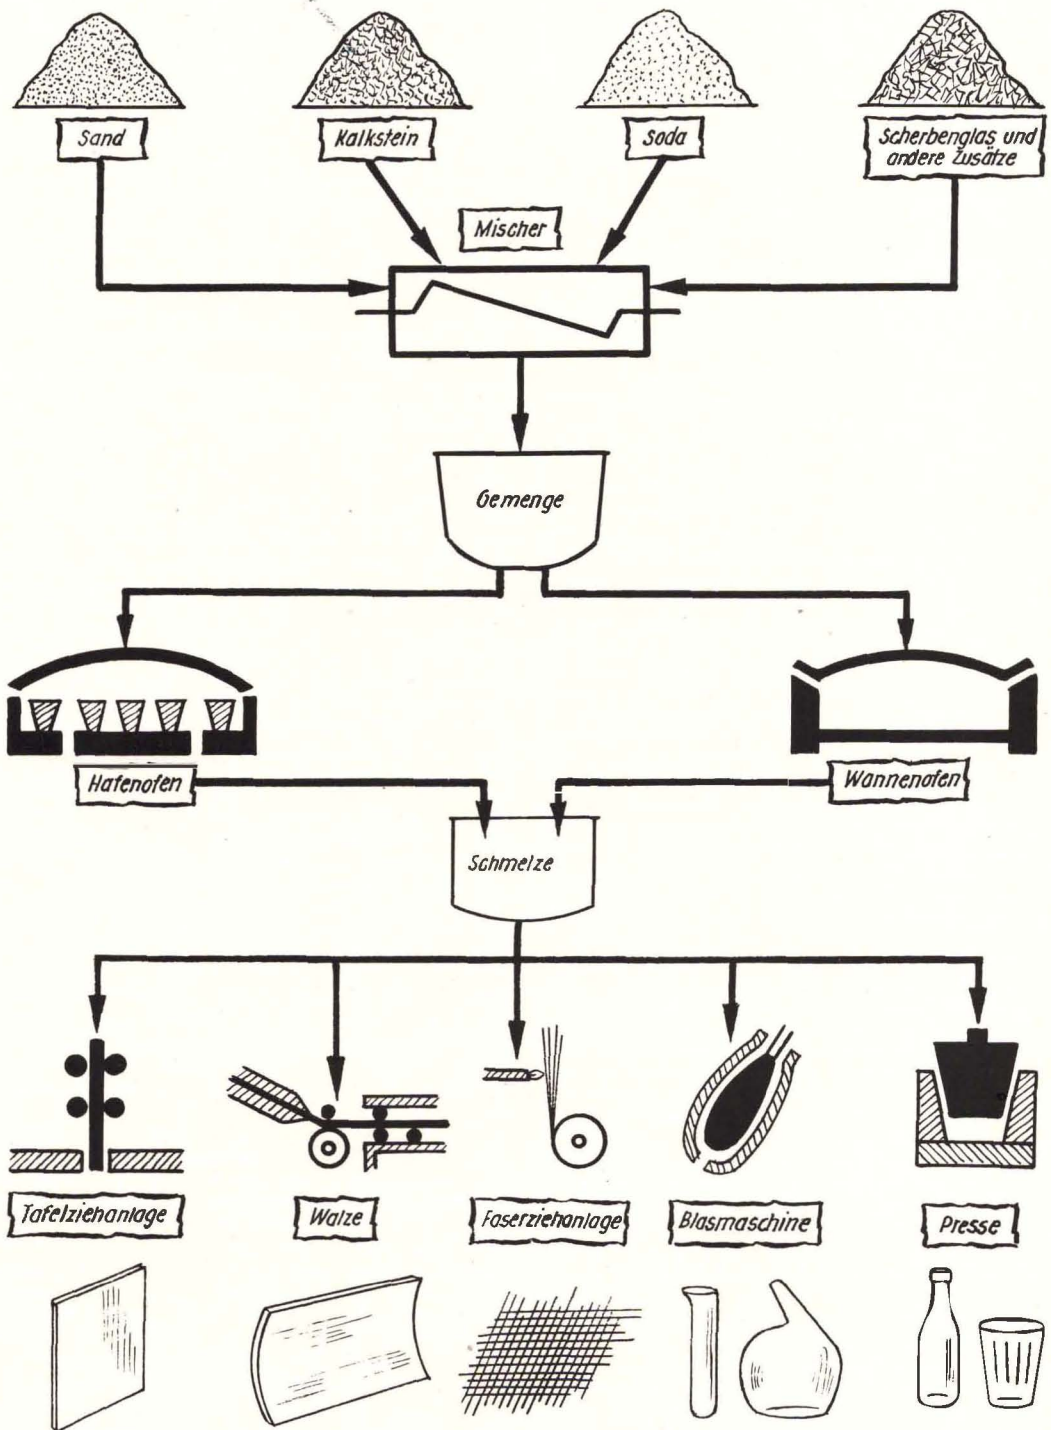 Sand
Kalkstein
Soda
Scherbenglas und
andere Zusätze
Mischer
Gemenge
Hafenofen
Wannenofen
Schmelze
Tafelziehanlage
Walze
Faserziehanlage
Blasmaschine
Presse